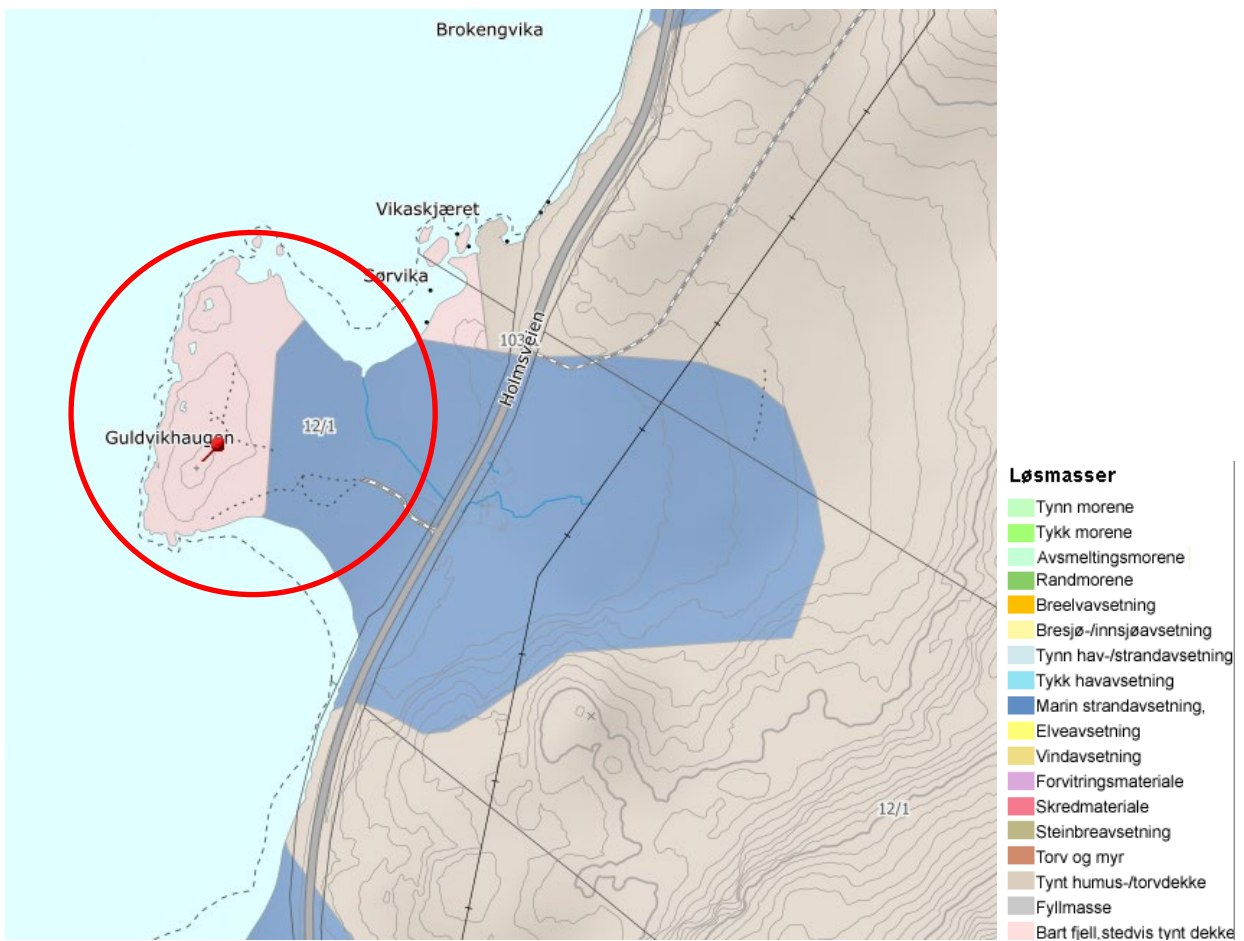 Brokengvika
Vikaskjæret
Sørvika
Holmsveien
12/1
Guldvikhaugen
12/1
Løsmasser
Tynn morene
Tykk morene
Avsmeltingsmorene
Randmorene
Breelvavsetning
Bresjø-/innsjøavsetning
Tynn hav-/strandavsetning
Tykk havavsetning
Marin strandavsetning,
Elveavsetning
Vindavsetning
Forvitringsmateriale
Skredmateriale
Steinbreavsetning
Torv og myr
Tynt humus-/torvdekke
Fyllmasse
Bart fjell,stedvis tynt dekke